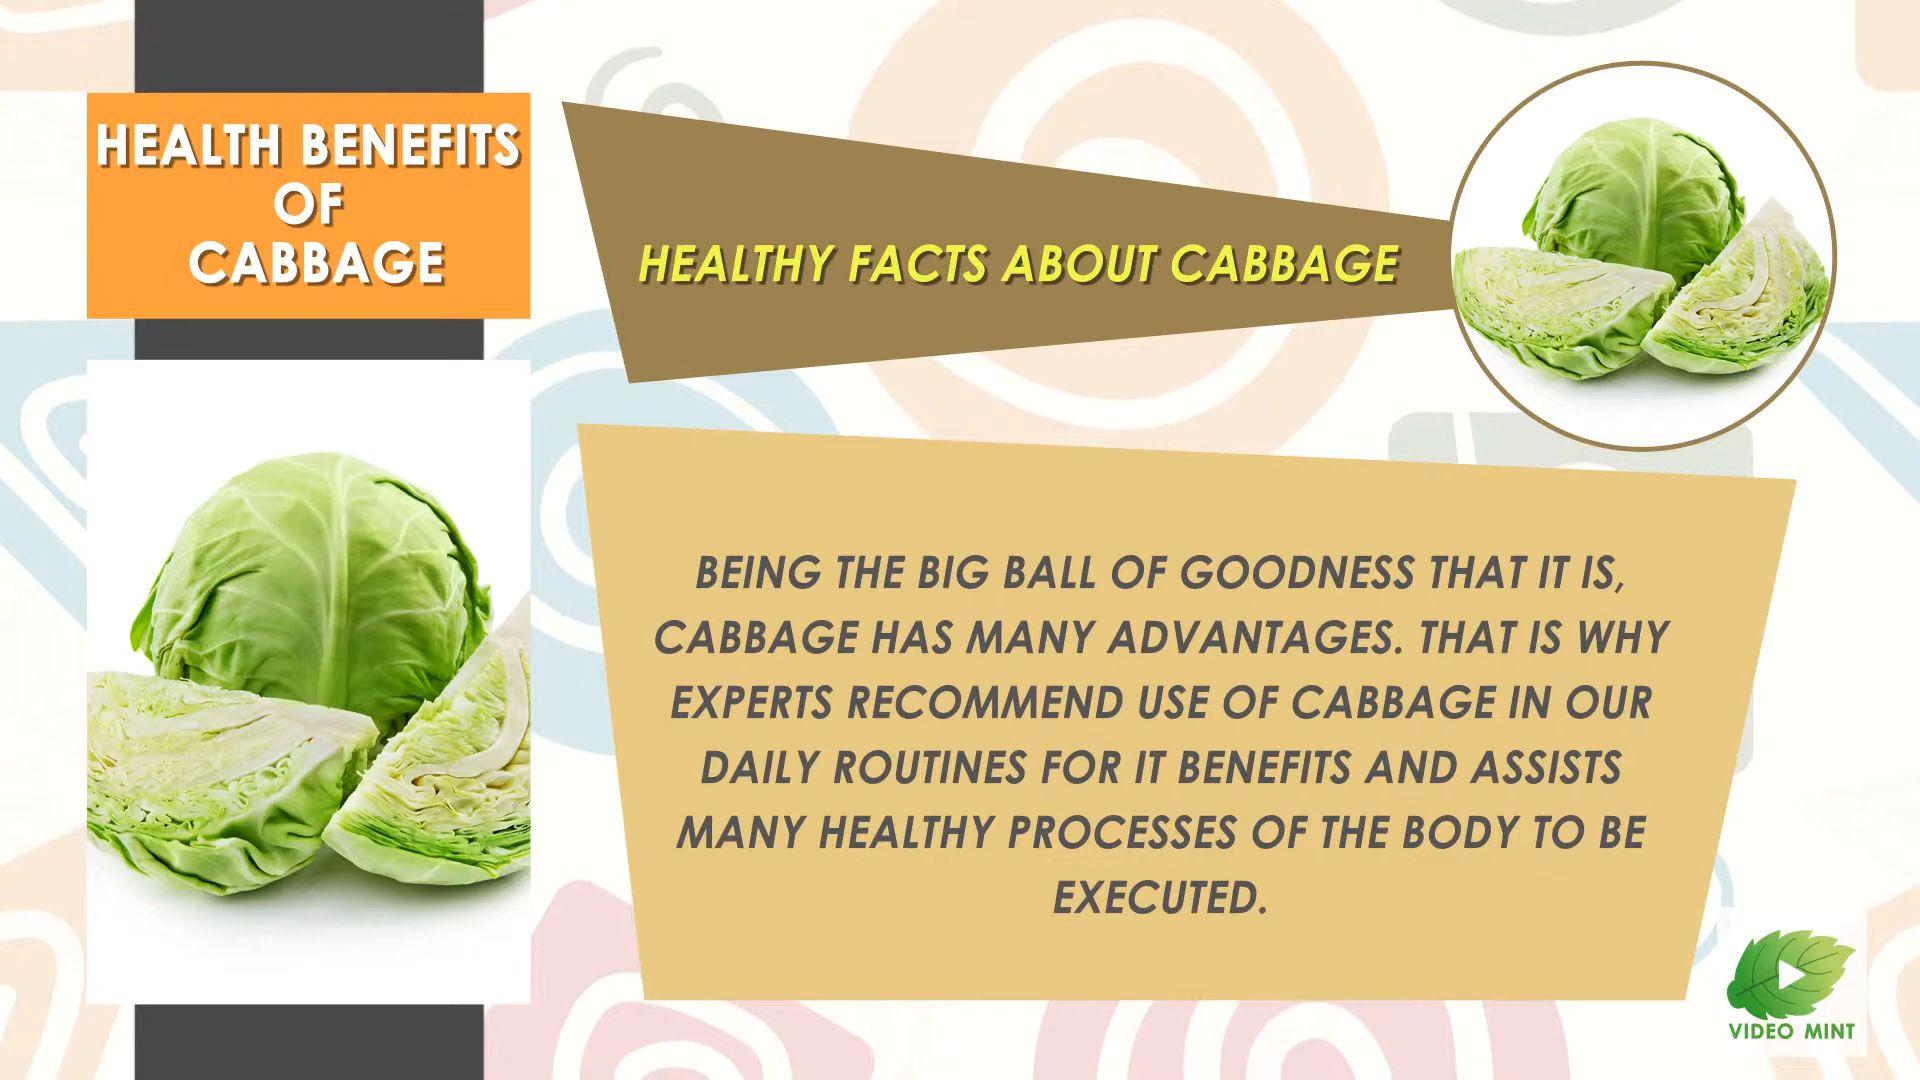 HEALTH BENEFITS
OF
CABBAGE
HEALTHY FACTS ABOUT CABBAGE
BEING THE BIG BALL OF GOODNESS THAT IT IS,
CABBAGE HAS MANY ADVANTAGES. THAT IS WHY
EXPERTS RECOMMEND USE OF CABBAGE IN OUR
DAILY ROUTINES FOR IT BENEFITS AND ASSISTS
MANY HEALTHY PROCESSES OF THE BODY TO BE
EXECUTED.
VIDEO MINT